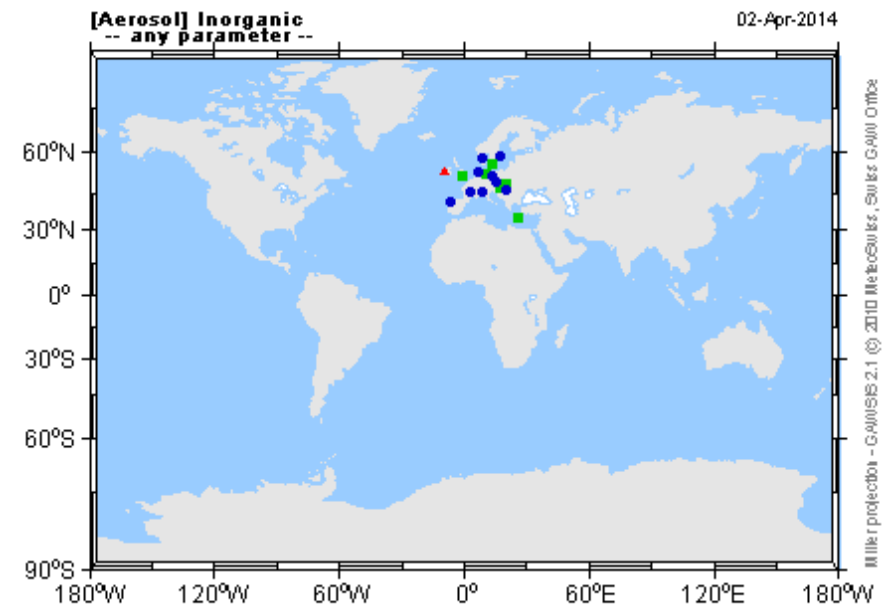 [Aerosol] Inorganic
-- any parameter --
02-Apr-2014
60ºN
30ºN
0º
30ºS
60ºS
90ºS
180ºW
120ºW
60ºW
0º
60ºE
120ºE
180ºW
Miller projection - GAWSIS 2.1 © 2010 MeteoSwiss, Swiss GAW Office